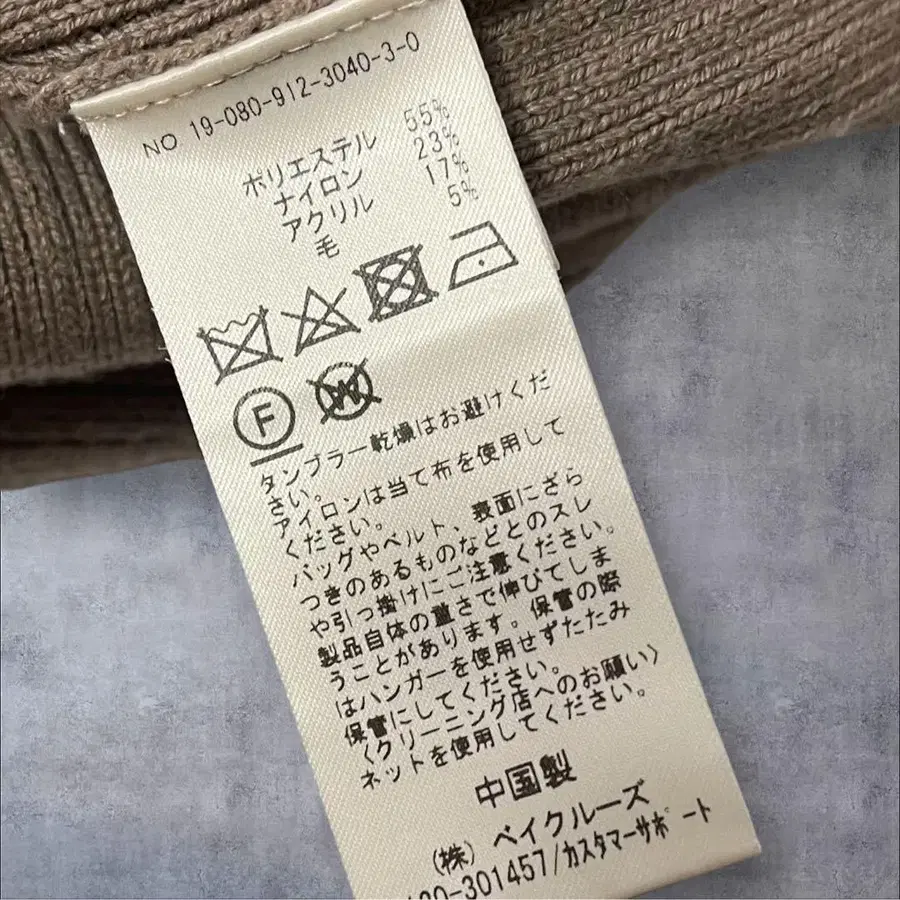 NO 19-080-912-3040-3-0
ポリエステル 55%
ナイロン 23%
アクリル 17%
毛 5%
F W
タンブラー乾燥はお避けくだ
さい。
アイロンは当て布を使用して
ください。
バッグやベルト、表面にざら
つきのあるものなどとのスレ
や引っ掛けにご注意ください。
製品自体の重さで伸びてしま
うことがあります。保管の際
はハンガーを使用せずたたみ
保管にしてください。
〈クリーニング店へのお願い〉
ネットを使用してください。
中国製
(株) ベイクルーズ
20-301457/カスタマーサポート